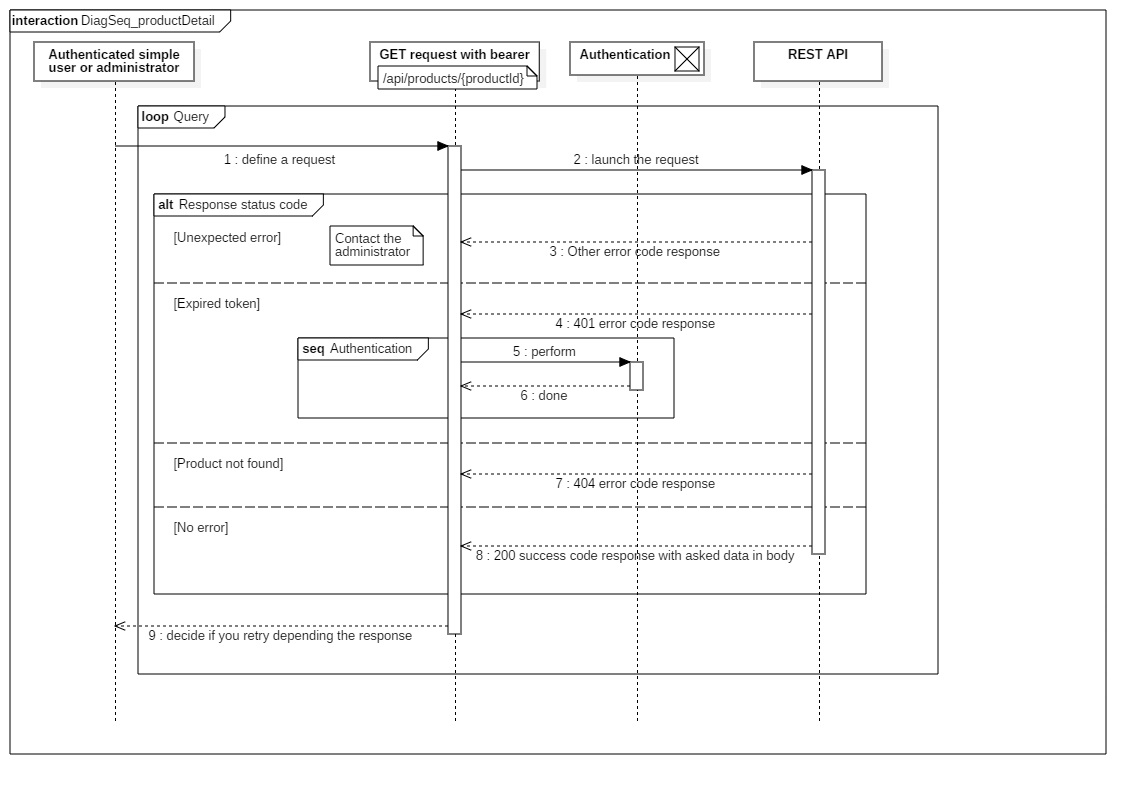 interaction DiagSeq_productDetail
Authenticated simple
user or administrator
GET request with bearer
/api/products/{productId}
Authentication
REST API
loop Query
1 : define a request
2 : launch the request
alt Response status code
[Unexpected error]
Contact the
administrator
3 : Other error code response
[Expired token]
4 : 401 error code response
seq Authentication
5 : perform
6 : done
[Product not found]
7 : 404 error code response
[No error]
8 : 200 success code response with asked data in body
9 : decide if you retry depending the response